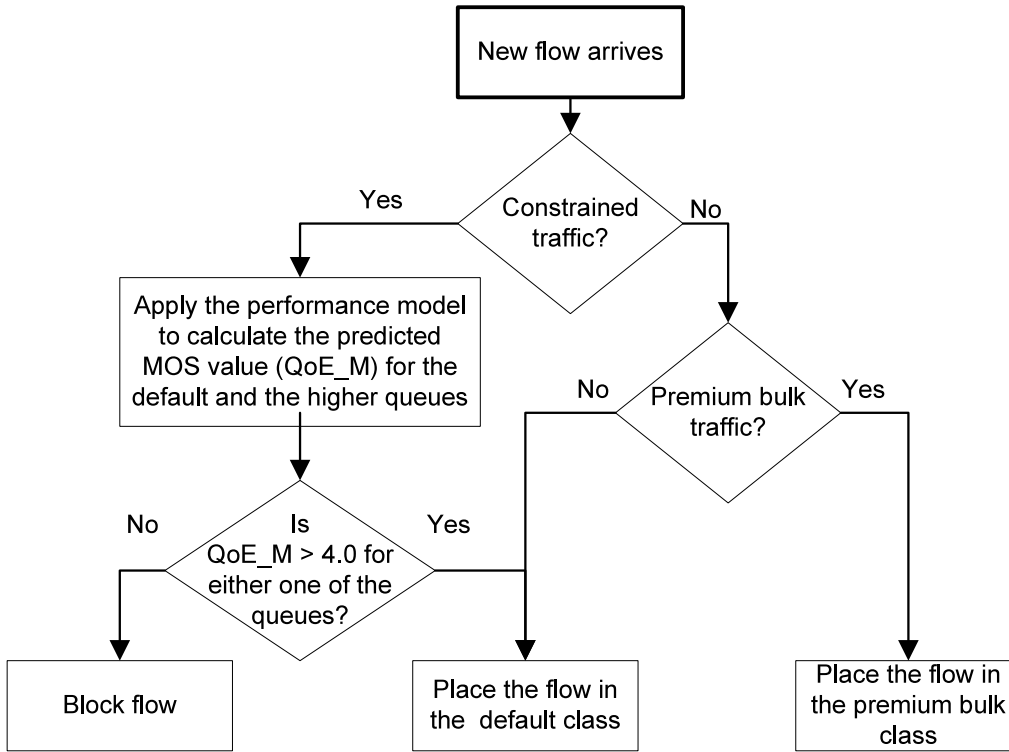 New flow arrives
Yes
Constrained
traffic?
No
Apply the performance model
to calculate the predicted
MOS value (QoE_M) for the
default and the higher queues
No
Premium bulk
traffic?
Yes
No
Is
QoE_M > 4.0 for
either one of the
queues?
Yes
Block flow
Place the flow in
the default class
Place the flow in
the premium bulk
class